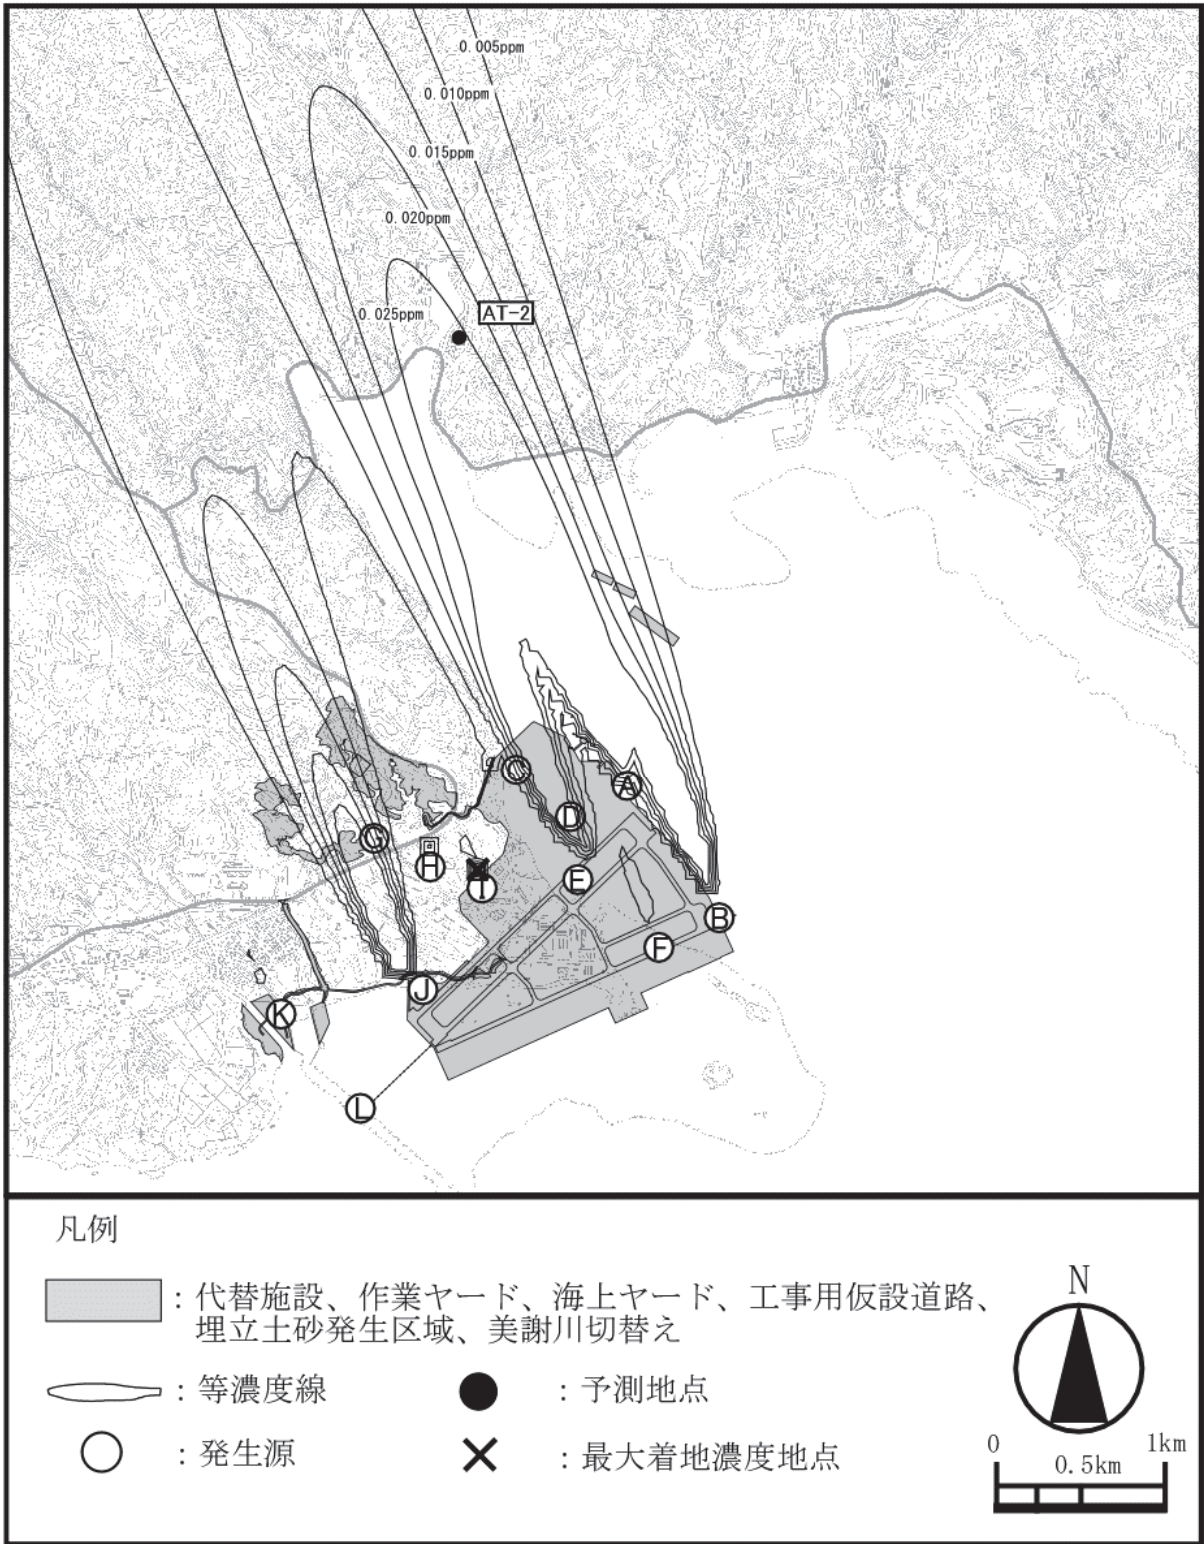 0.005ppm
0.010ppm
0.015ppm
0.020ppm
AT-2
0.025ppm
C
A
D
G
H
E
I
B
F
J
K
L
凡例
：代替施設、作業ヤード、海上ヤード、工事用仮設道路、
埋立土砂発生区域、美謝川切替え
：等濃度線
：予測地点
：発生源
：最大着地濃度地点
N
0
1km
0.5km